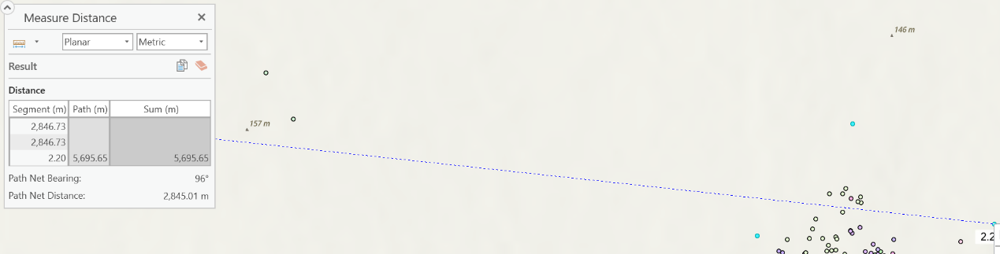 Measure Distance
Planar Metric
Result
Distance
Segment (m) Path (m) Sum (m)
2,846.73
2,846.73
2.20 5,695.65 5,695.65
Path Net Bearing: 96°
Path Net Distance: 2,845.01 m
146 m
157 m
2.2